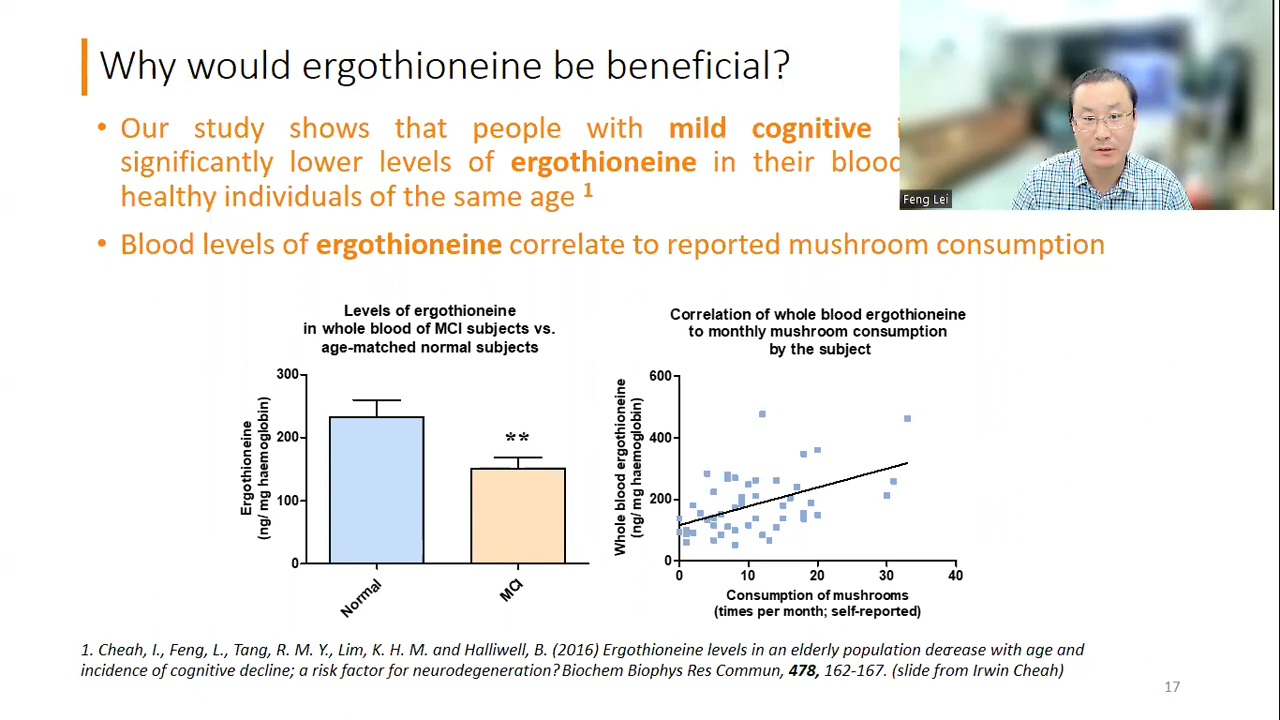 Why would ergothioneine be beneficial?
• Our study shows that people with mild cognitive
significantly lower levels of ergothioneine in their blood
healthy individuals of the same age 1
• Blood levels of ergothioneine correlate to reported mushroom consumption
Feng Lei
Levels of ergothioneine
in whole blood of MCI subjects vs.
age-matched normal subjects
300
200
100
0
Ergothioneine
(ng/ mg haemoglobin)
**
Normal
MCI
Correlation of whole blood ergothioneine
to monthly mushroom consumption
by the subject
600
400
200
0
Whole blood ergothioneine
(ng/ mg haemoglobin)
0 10 20 30 40
Consumption of mushrooms
(times per month; self-reported)
1. Cheah, I., Feng, L., Tang, R. M. Y., Lim, K. H. M. and Halliwell, B. (2016) Ergothioneine levels in an elderly population decrease with age and
incidence of cognitive decline; a risk factor for neurodegeneration? Biochem Biophys Res Commun, 478, 162-167. (slide from Irwin Cheah)
17